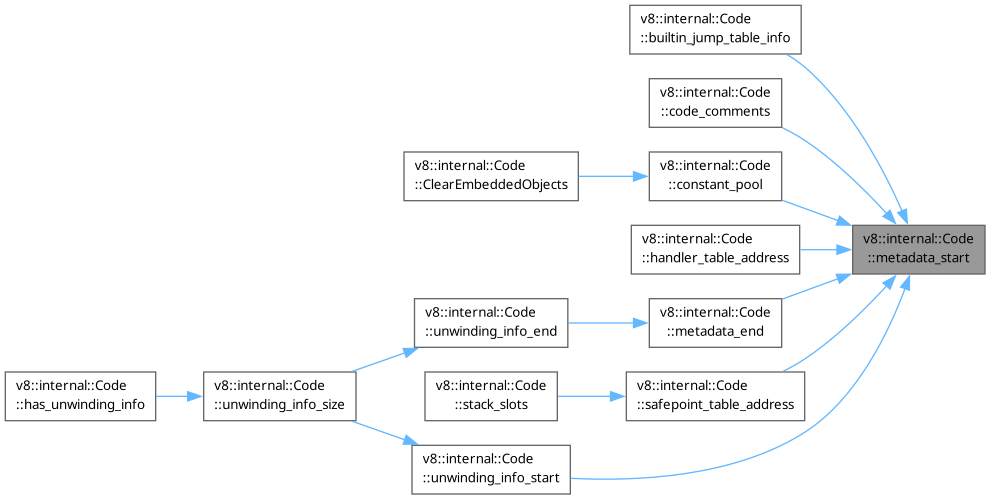 v8::internal::Code
::builtin_jump_table_info
v8::internal::Code
::code_comments
v8::internal::Code
::ClearEmbeddedObjects
v8::internal::Code
::constant_pool
v8::internal::Code
::metadata_start
v8::internal::Code
::handler_table_address
v8::internal::Code
::unwinding_info_end
v8::internal::Code
::metadata_end
v8::internal::Code
::has_unwinding_info
v8::internal::Code
::unwinding_info_size
v8::internal::Code
::stack_slots
v8::internal::Code
::safepoint_table_address
v8::internal::Code
::unwinding_info_start